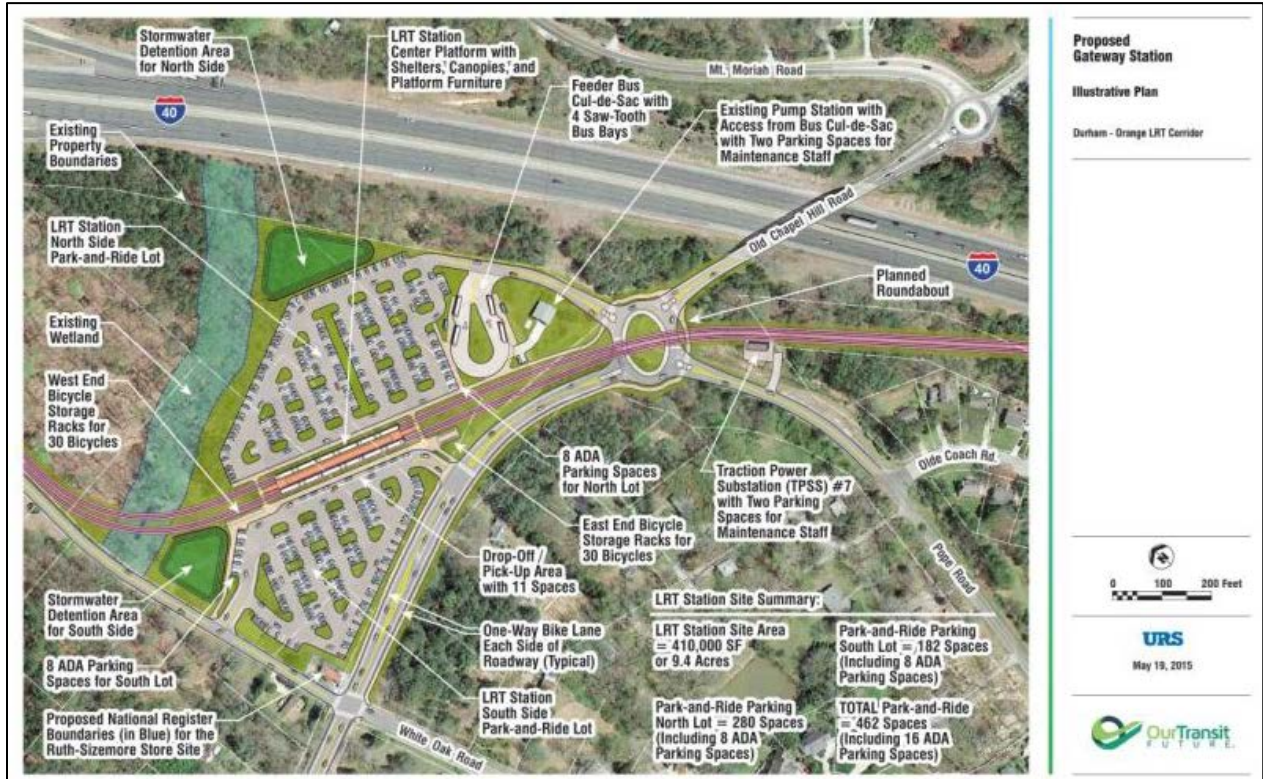 Stormwater
Detention Area
for North Side
LRT Station
Center Platform with
Shelters, Canopies, and
Platform Furniture
Feeder Bus
Cul-de-Sac with
4 Saw-Tooth
Bus Bays
Mt. Moriah Road
Existing Pump Station with
Access from Bus Cul-de-Sac
with Two Parking Spaces for
Maintenance Staff
40
Existing
Property
Boundaries
LRT Station
North Side
Park-and-Ride Lot
Old Chapel Hill Road
Planned
Roundabout
40
Existing
Wetland
West End
Bicycle
Storage
Racks for
30 Bicycles
8 ADA
Parking Spaces
for North Lot
Traction Power
Substation (TPSS) #7
with Two Parking
Spaces for
Maintenance Staff
Olde Coach Rd.
East End Bicycle
Storage Racks for
30 Bicycles
Pope Road
Drop-Off /
Pick-Up Area
with 11 Spaces
Stormwater
Detention Area
for South Side
One-Way Bike Lane
Each Side of
Roadway (Typical)
8 ADA Parking
Spaces for South Lot
LRT Station
South Side
Park-and-Ride Lot
Proposed National Register
Boundaries (in Blue) for the
Ruth-Sizemore Store Site
White Oak Road
LRT Station Site Summary:
LRT Station Site Area
= 410,000 SF
or 9.4 Acres
Park-and-Ride Parking
South Lot = 182 Spaces
(Including 8 ADA
Parking Spaces)
Park-and-Ride Parking
North Lot = 280 Spaces
(Including 8 ADA
Parking Spaces)
TOTAL Park-and-Ride
= 462 Spaces
(Including 16 ADA
Parking Spaces)
Proposed
Gateway Station
Illustrative Plan
Durham - Orange LRT Corridor
0 100 200 Feet
URS
May 19, 2015
OurTransit
FUTURE